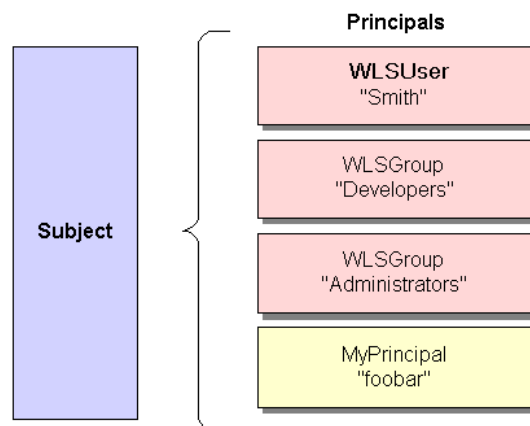 Principals
WLSUser
"Smith"
WLSGroup
"Developers"
Subject
WLSGroup
"Administrators"
MyPrincipal
"foobar"